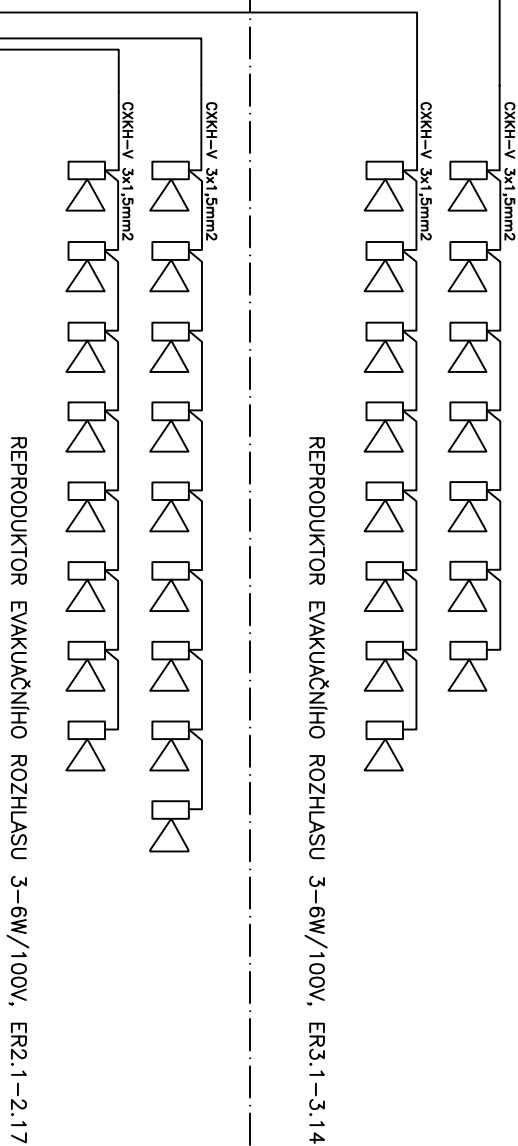 CXKH-V 3x1,5mm2
CXKH-V 3x1,5mm2
REPRODUKTOR EVAKUAČNÍHO ROZHLASU 3-6W/100V, ER3.1-3.14
CXKH-V 3x1,5mm2
CXKH-V 3x1,5mm2
REPRODUKTOR EVAKUAČNÍHO ROZHLASU 3-6W/100V, ER2.1-2.17